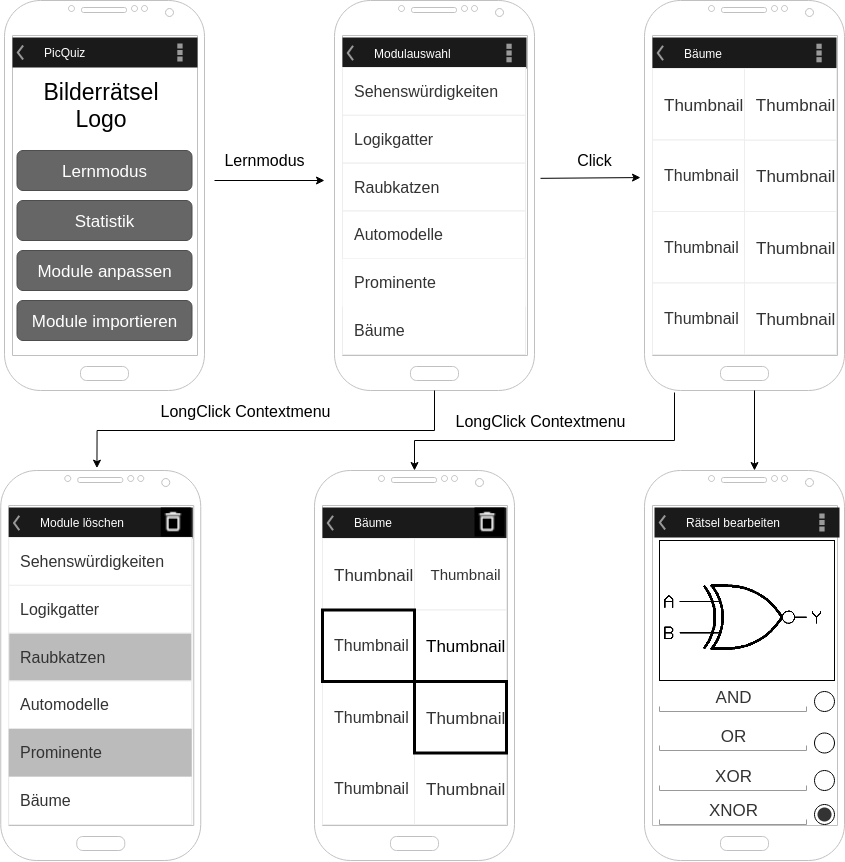 PicQuiz
Bilderrätsel
Logo
Lernmodus
Statistik
Module anpassen
Module importieren
Lernmodus
Modulauswahl
Sehenswürdigkeiten
Logikgatter
Raubkatzen
Automodelle
Prominente
Bäume
Click
Bäume
Thumbnail Thumbnail
Thumbnail Thumbnail
Thumbnail Thumbnail
Thumbnail Thumbnail
LongClick Contextmenu
LongClick Contextmenu
Module löschen
Sehenswürdigkeiten
Logikgatter
Raubkatzen
Automodelle
Prominente
Bäume
Bäume
Thumbnail Thumbnail
Thumbnail Thumbnail
Thumbnail Thumbnail
Thumbnail Thumbnail
Rätsel bearbeiten
A
B
Y
AND
OR
XOR
XNOR